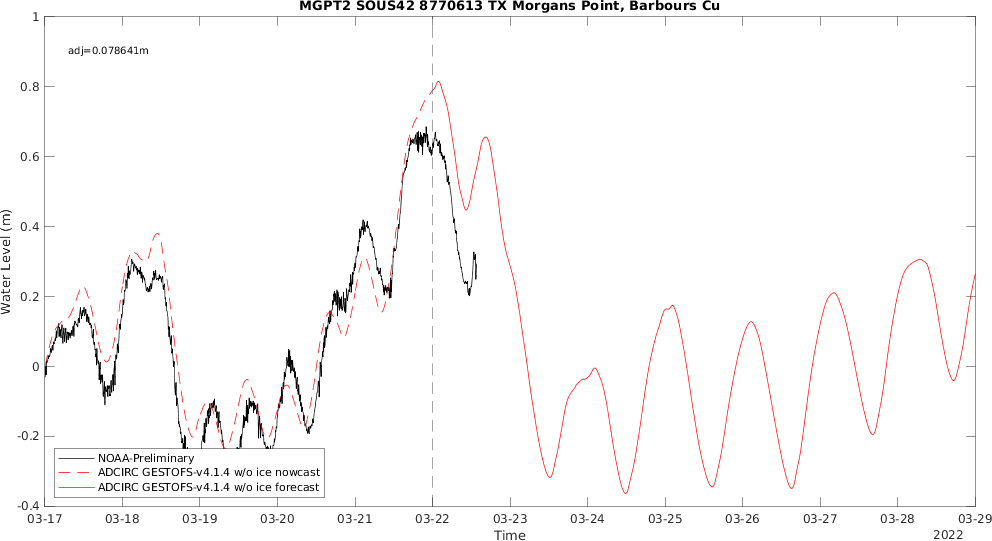 MGPT2 SOUS42 8770613 TX Morgans Point, Barbours Cu
adj=0.078641m
Water Level (m)
1
0.8
0.6
0.4
0.2
0
-0.2
-0.4
NOAA-Preliminary
ADCIRC GESTOFS-v4.1.4 w/o ice nowcast
ADCIRC GESTOFS-v4.1.4 w/o ice forecast
03-17 03-18 03-19 03-20 03-21 03-22 03-23 03-24 03-25 03-26 03-27 03-28 03-29
Time
2022